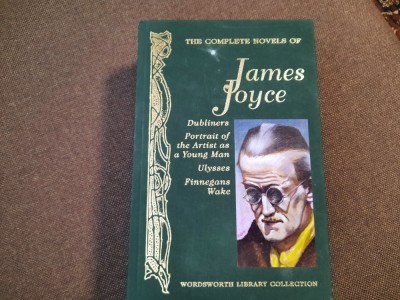 THE COMPLETE NOVELS OF
James
Joyce
Dubliners
Portrait of
the Artist as
a Young Man
Ulysses
Finnegans
Wake
WORDSWORTH LIBRARY COLLECTION